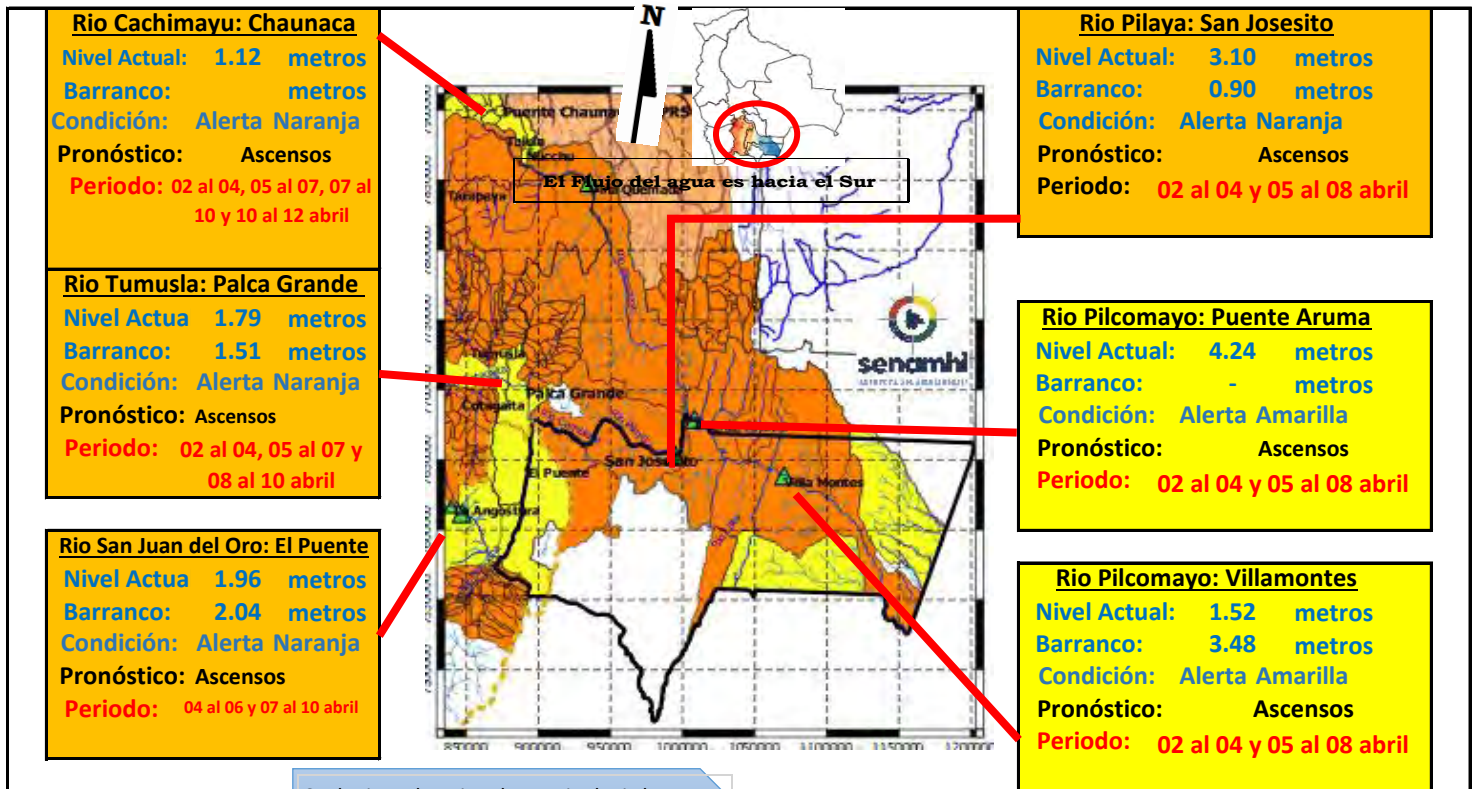 Rio Cachimayu: Chaunaca
Nivel Actual: 1.12 metros
Barranco: metros
Condición: Alerta Naranja
Pronóstico: Ascensos
Periodo: 02 al 04, 05 al 07, 07 al
10 y 10 al 12 abril
Rio Tumusla: Palca Grande
Nivel Actua 1.79 metros
Barranco: 1.51 metros
Condición: Alerta Naranja
Pronóstico: Ascensos
Periodo: 02 al 04, 05 al 07 y
08 al 10 abril
Rio San Juan del Oro: El Puente
Nivel Actua 1.96 metros
Barranco: 2.04 metros
Condición: Alerta Naranja
Pronóstico: Ascensos
Periodo: 04 al 06 y 07 al 10 abril
N
Puente Chauna
Talula
Tarapaya
El Flujo del agua es hacia el Sur
senamhi
Tumusla
Cotagaita
Palca Grande
El Puente
San Josesito
Villa Montes
La Angostura
850000 900000 950000 1000000 1050000 1100000 1150000 1200000
Rio Pilaya: San Josesito
Nivel Actual: 3.10 metros
Barranco: 0.90 metros
Condición: Alerta Naranja
Pronóstico: Ascensos
Periodo: 02 al 04 y 05 al 08 abril
Rio Pilcomayo: Puente Aruma
Nivel Actual: 4.24 metros
Barranco: - metros
Condición: Alerta Amarilla
Pronóstico: Ascensos
Periodo: 02 al 04 y 05 al 08 abril
Rio Pilcomayo: Villamontes
Nivel Actual: 1.52 metros
Barranco: 3.48 metros
Condición: Alerta Amarilla
Pronóstico: Ascensos
Periodo: 02 al 04 y 05 al 08 abril